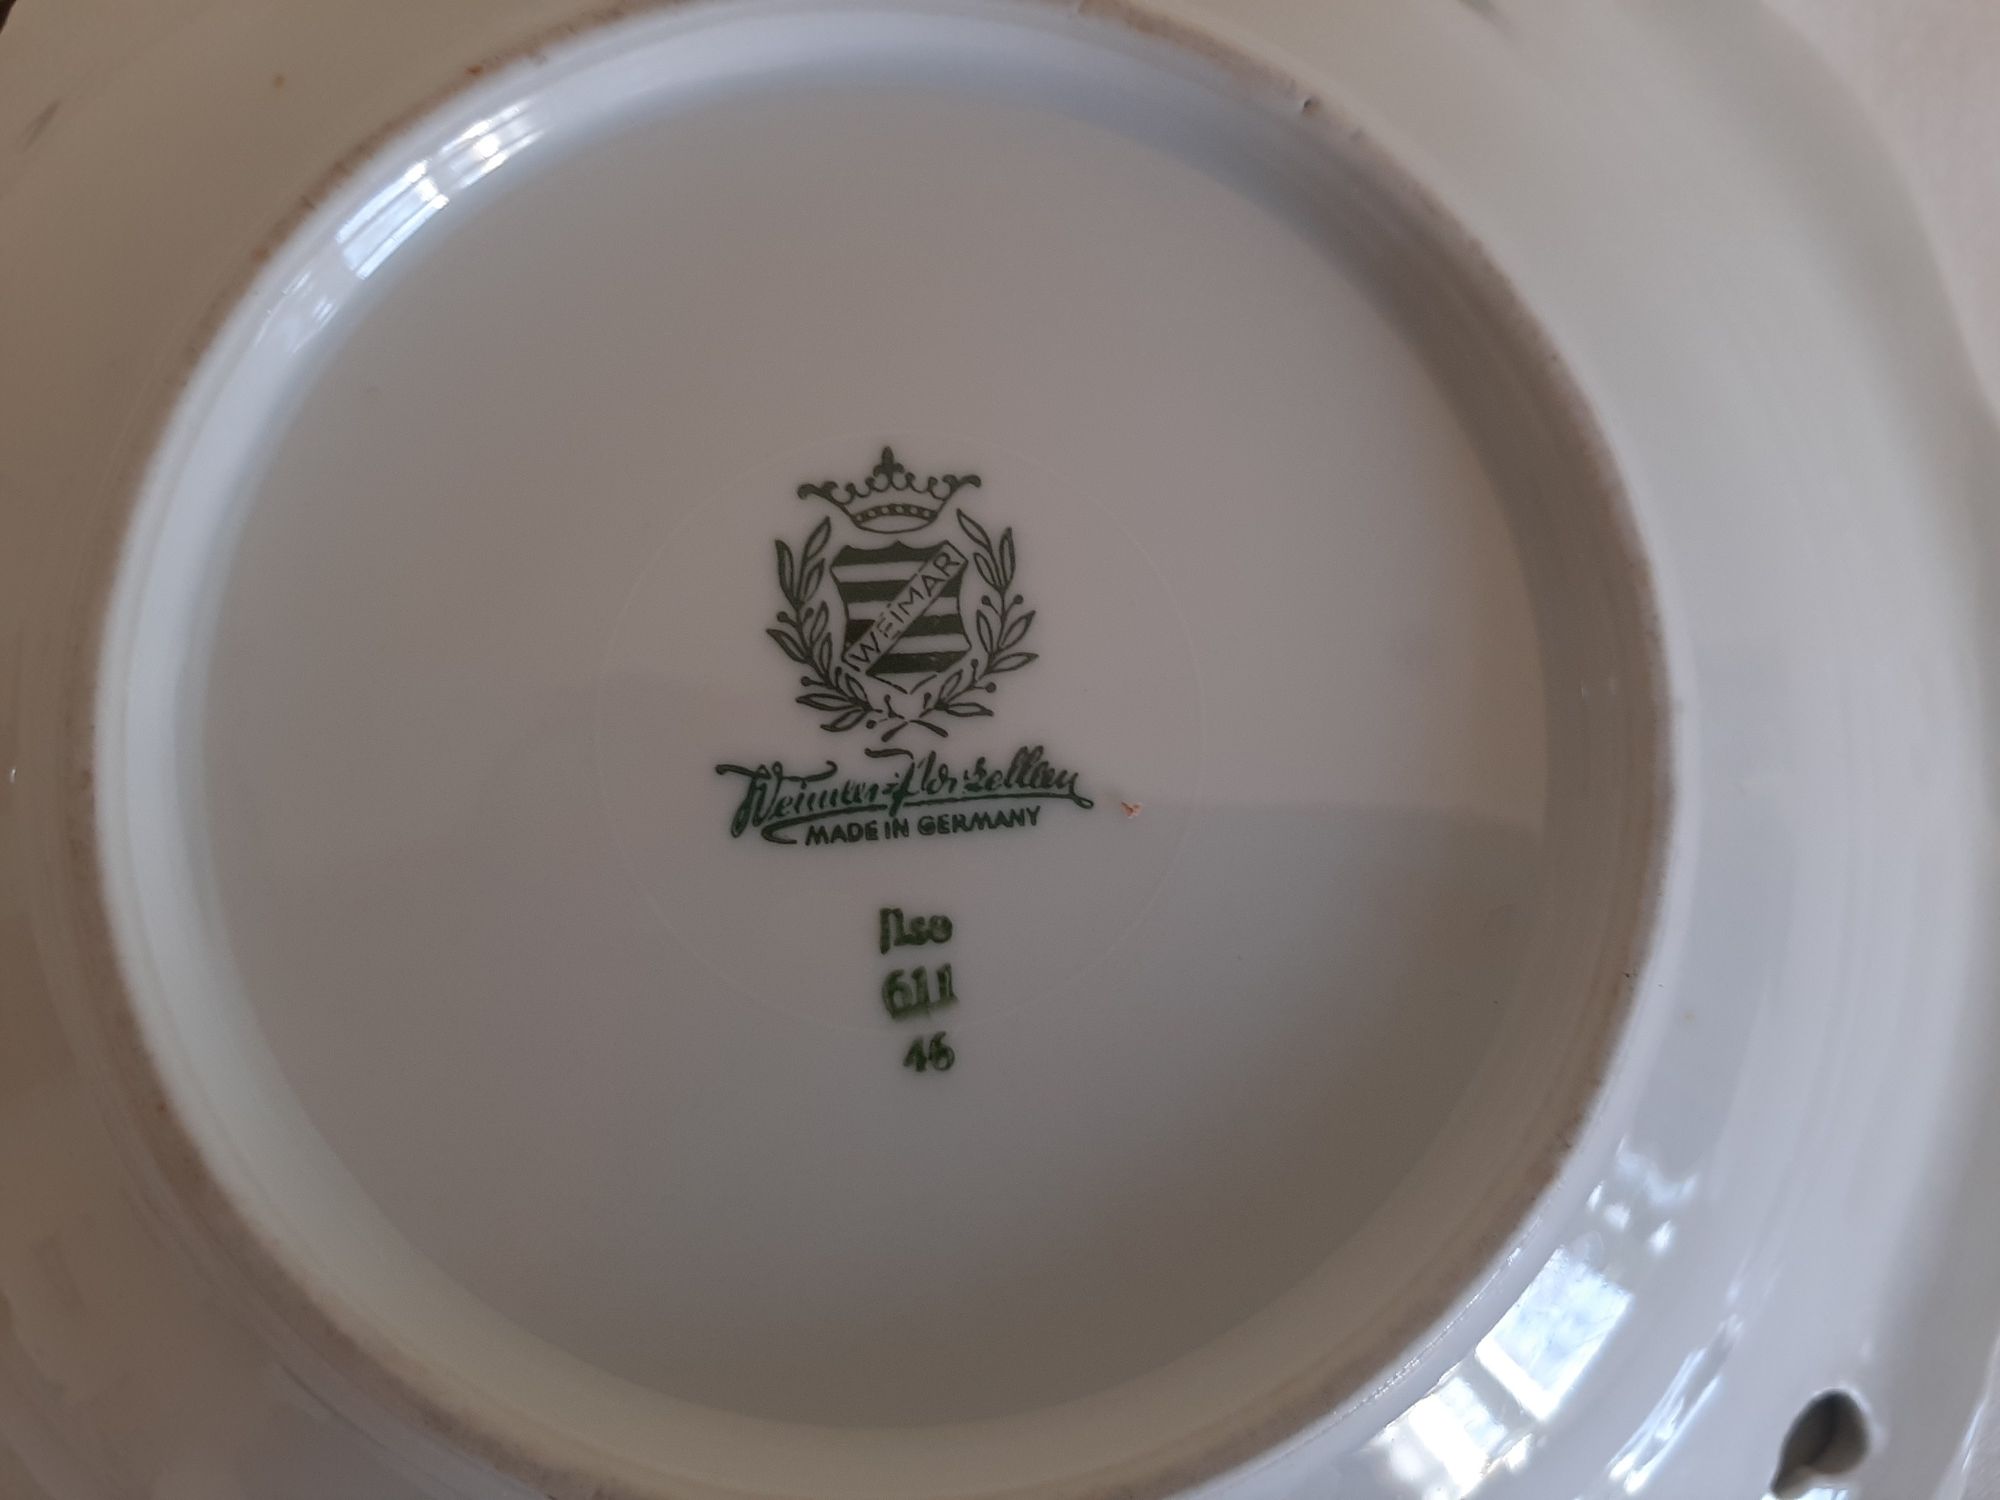 WEIMAR
Weimar-Porzellan
MADE IN GERMANY
Ilse
611
46